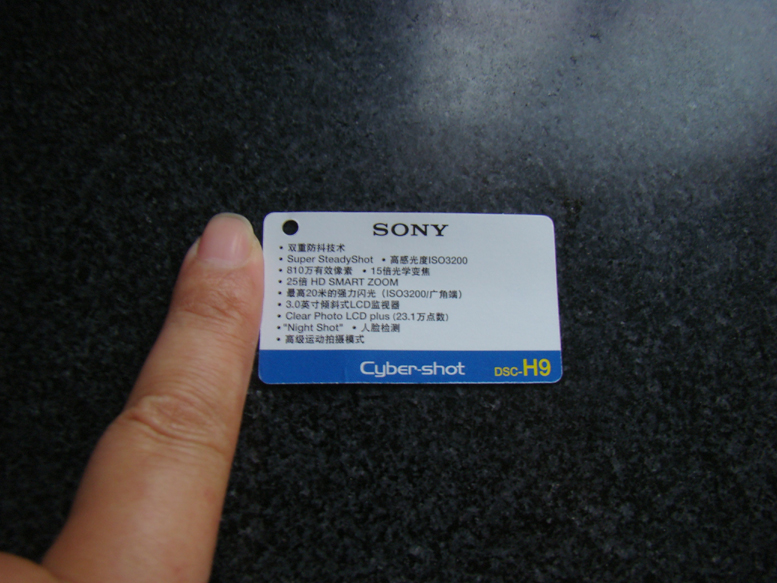 SONY
• 双重防抖技术
• Super SteadyShot • 高感光度ISO3200
• 810万有效像素 • 15倍光学变焦
• 25倍 HD SMART ZOOM
• 最高20米的强力闪光（ISO3200/广角端）
• 3.0英寸倾斜式LCD监视器
• Clear Photo LCD plus (23.1万点数)
• "Night Shot" • 人脸检测
• 高级运动拍摄模式
Cyber-shot DSC-H9